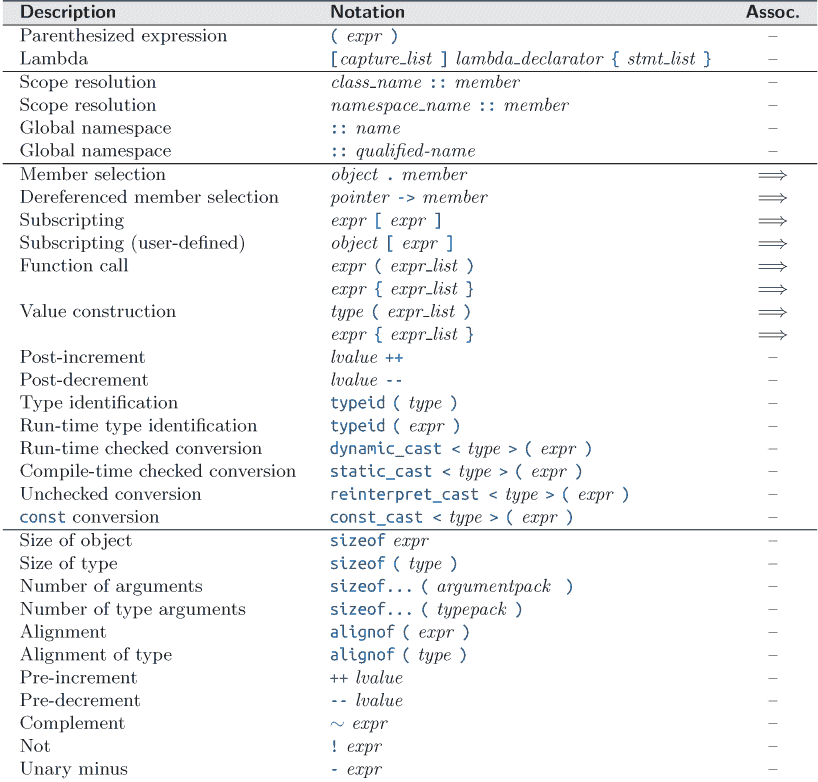 Description Notation Assoc.
Parenthesized expression ( expr ) –
Lambda [capture_list ] lambda_declarator { stmt_list } –
Scope resolution class_name :: member –
Scope resolution namespace_name :: member –
Global namespace :: name –
Global namespace :: qualified-name –
Member selection object . member ⟹
Dereferenced member selection pointer -> member ⟹
Subscripting expr [ expr ] ⟹
Subscripting (user-defined) object [ expr ] ⟹
Function call expr ( expr_list ) ⟹
expr { expr_list } ⟹
Value construction type ( expr_list ) ⟹
expr { expr_list } ⟹
Post-increment lvalue ++ –
Post-decrement lvalue -- –
Type identification typeid ( type ) –
Run-time type identification typeid ( expr ) –
Run-time checked conversion dynamic_cast < type > ( expr ) –
Compile-time checked conversion static_cast < type > ( expr ) –
Unchecked conversion reinterpret_cast < type > ( expr ) –
const conversion const_cast < type > ( expr ) –
Size of object sizeof expr –
Size of type sizeof ( type ) –
Number of arguments sizeof... ( argumentpack ) –
Number of type arguments sizeof... ( typepack ) –
Alignment alignof ( expr ) –
Alignment of type alignof ( type ) –
Pre-increment ++ lvalue –
Pre-decrement -- lvalue –
Complement ∼ expr –
Not ! expr –
Unary minus - expr –